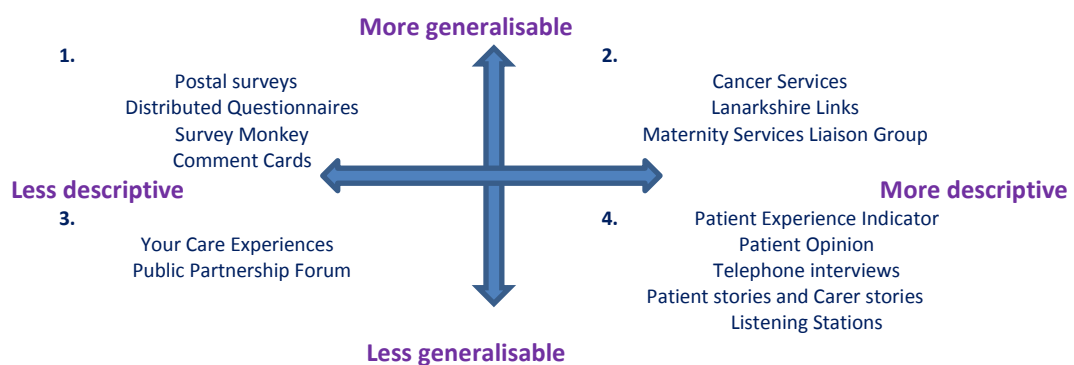 More generalisable
1.
Postal surveys
Distributed Questionnaires
Survey Monkey
Comment Cards
2.
Cancer Services
Lanarkshire Links
Maternity Services Liaison Group
Less descriptive
More descriptive
3.
Your Care Experiences
Public Partnership Forum
4.
Patient Experience Indicator
Patient Opinion
Telephone interviews
Patient stories and Carer stories
Listening Stations
Less generalisable